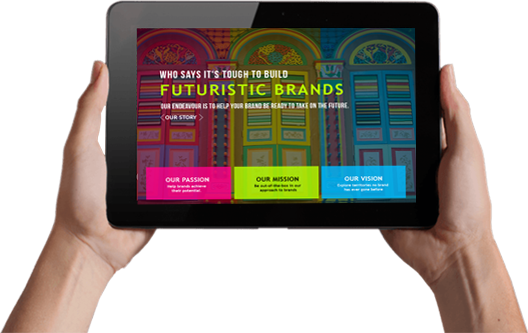 WHO SAYS IT'S TOUGH TO BUILD
FUTURISTIC BRANDS
OUR ENDEAVOUR IS TO HELP YOUR BRAND BE READY TO TAKE ON THE FUTURE.
OUR STORY
OUR PASSION
Help brands achieve
their potential.
OUR MISSION
Be out-of-the-box in our
approach to brands
OUR VISION
Explore territories no brand
has ever gone before